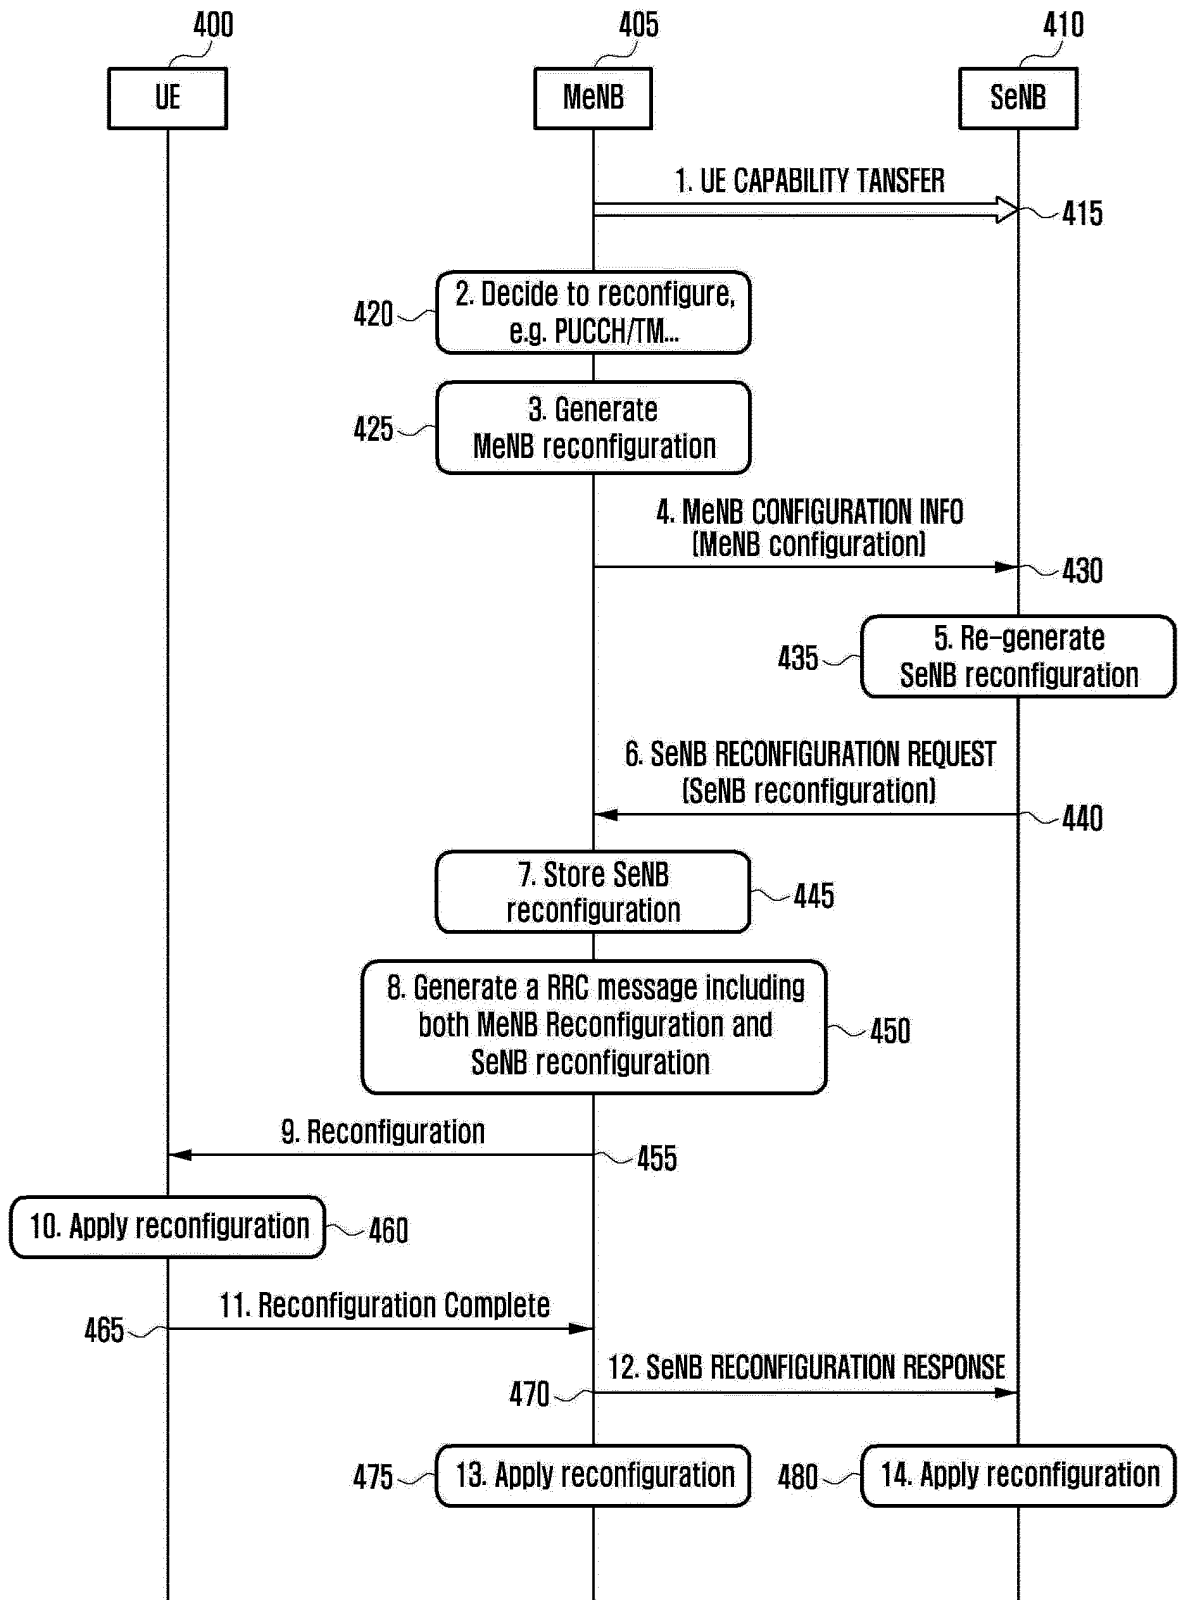 400
405
410
UE
MeNB
SeNB
1. UE CAPABILITY TANSFER
415
2. Decide to reconfigure,
e.g. PUCCH/TM...
420
3. Generate
MeNB reconfiguration
425
4. MeNB CONFIGURATION INFO
(MeNB configuration)
430
5. Re-generate
SeNB reconfiguration
435
6. SeNB RECONFIGURATION REQUEST
(SeNB reconfiguration)
440
7. Store SeNB
reconfiguration
445
8. Generate a RRC message including
both MeNB Reconfiguration and
SeNB reconfiguration
450
9. Reconfiguration
455
10. Apply reconfiguration
460
11. Reconfiguration Complete
465
12. SeNB RECONFIGURATION RESPONSE
470
475
13. Apply reconfiguration
480
14. Apply reconfiguration